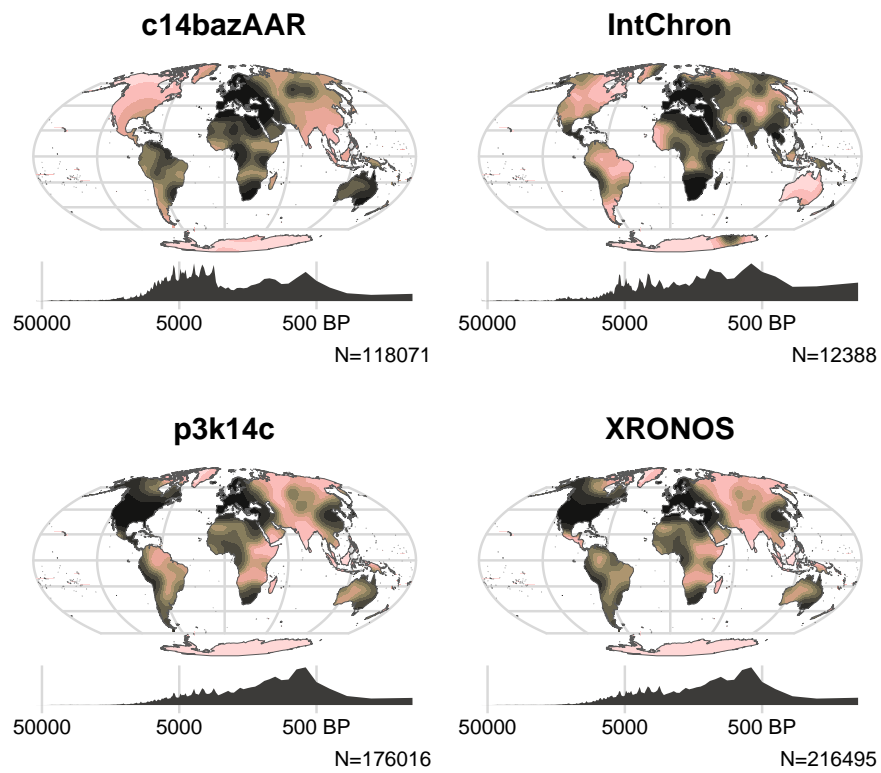 c14bazAAR
IntChron
50000 5000 500 BP
50000 5000 500 BP
N=118071
N=12388
p3k14c
XRONOS
50000 5000 500 BP
50000 5000 500 BP
N=176016
N=216495